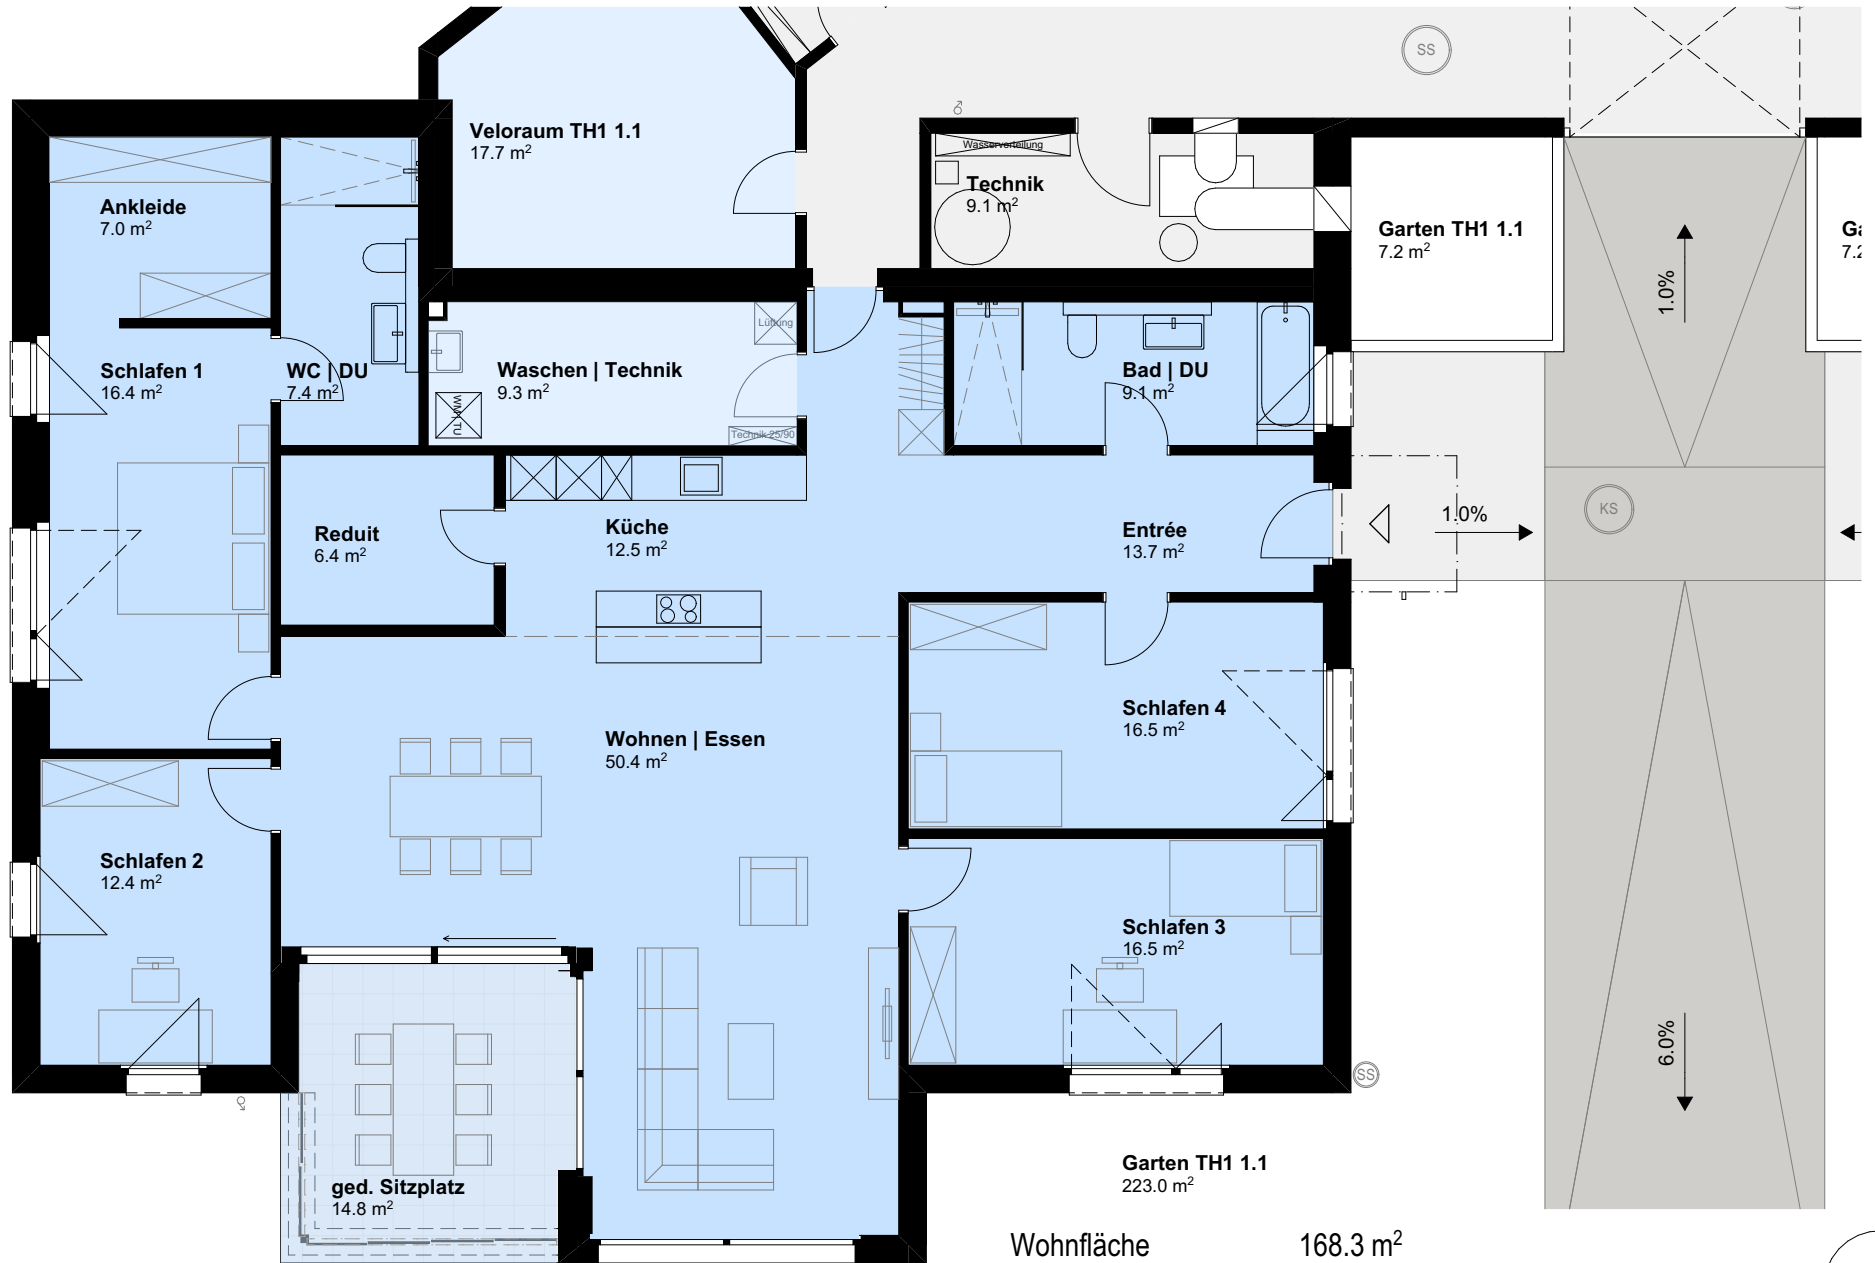 SS
Veloraum TH1 1.1
17.7 m²
Wasserverteilung
Technik
9.1 m²
Ankleide
7.0 m²
Garten TH1 1.1
7.2 m²
Ga
7.2
1.0%
Lüftung
Schlafen 1
16.4 m²
WC | DU
7.4 m²
Waschen | Technik
9.3 m²
WM TU
Technik 25/90
Bad | DU
9.1 m²
Reduit
6.4 m²
Küche
12.5 m²
Entrée
13.7 m²
1.0%
KS
Schlafen 4
16.5 m²
Wohnen | Essen
50.4 m²
Schlafen 2
12.4 m²
Schlafen 3
16.5 m²
6.0%
SS
ged. Sitzplatz
14.8 m²
Garten TH1 1.1
223.0 m²
Wohnfläche 168.3 m²